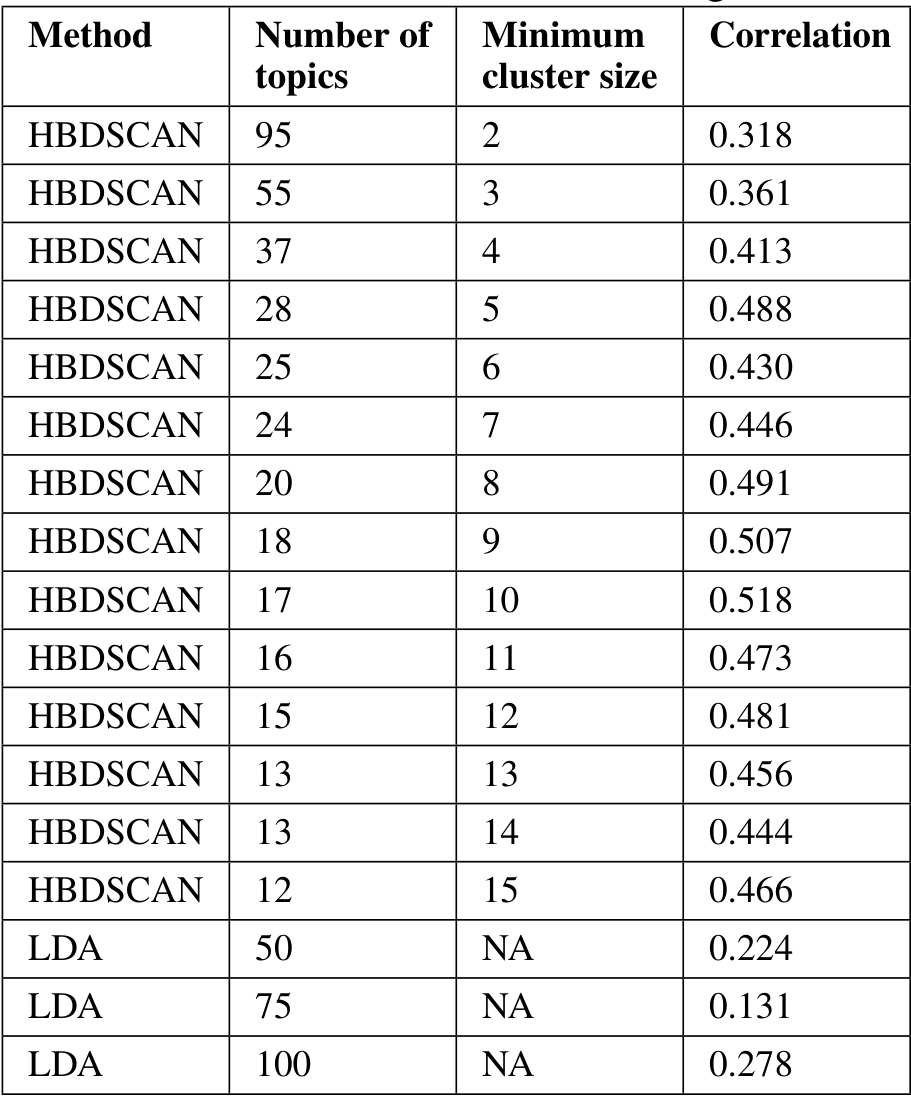 Method Number of topics Minimum cluster size Correlation
HBDSCAN 95 2 0.318
HBDSCAN 55 3 0.361
HBDSCAN 37 4 0.413
HBDSCAN 28 5 0.488
HBDSCAN 25 6 0.430
HBDSCAN 24 7 0.446
HBDSCAN 20 8 0.491
HBDSCAN 18 9 0.507
HBDSCAN 17 10 0.518
HBDSCAN 16 11 0.473
HBDSCAN 15 12 0.481
HBDSCAN 13 13 0.456
HBDSCAN 13 14 0.444
HBDSCAN 12 15 0.466
LDA 50 NA 0.224
LDA 75 NA 0.131
LDA 100 NA 0.278